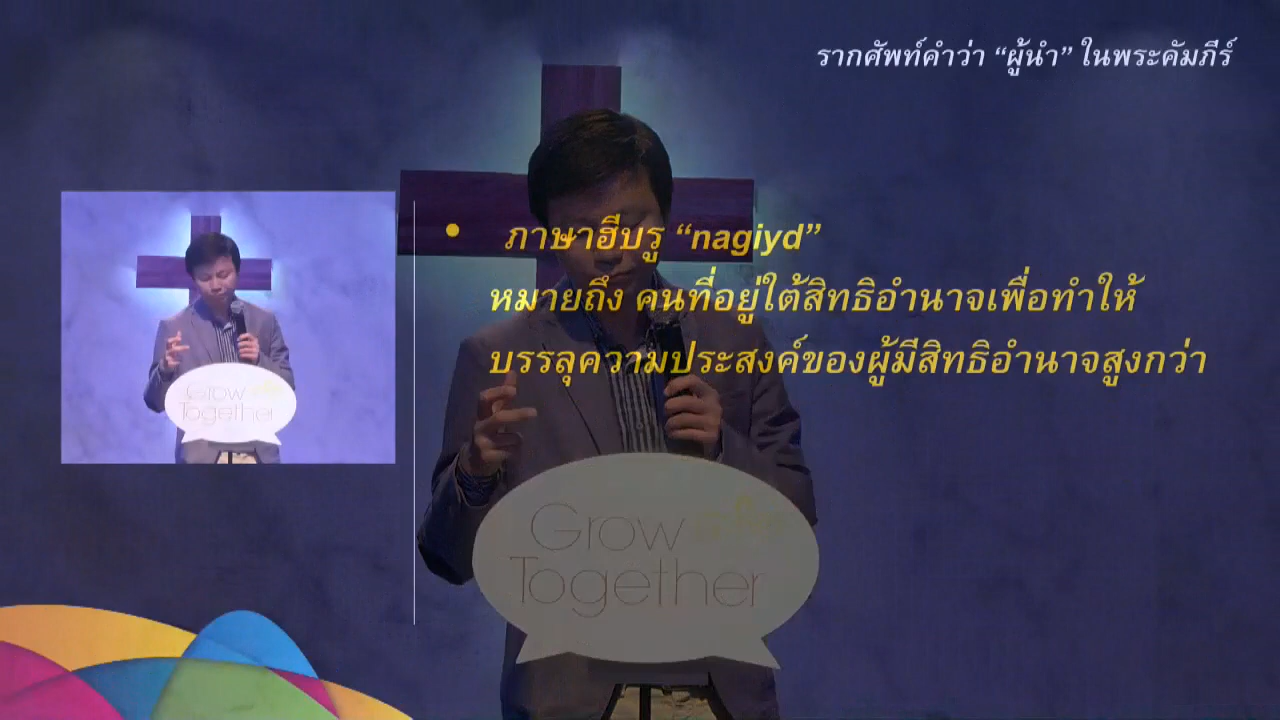 รากศัพท์คำว่า “ผู้นำ” ในพระคัมภีร์
• ภาษาฮีบรู “nagiyd”
หมายถึง คนที่อยู่ใต้สิทธิอำนาจเพื่อทำให้
บรรลุความประสงค์ของผู้มีสิทธิอำนาจสูงกว่า
Grow
Together
Grow
Together